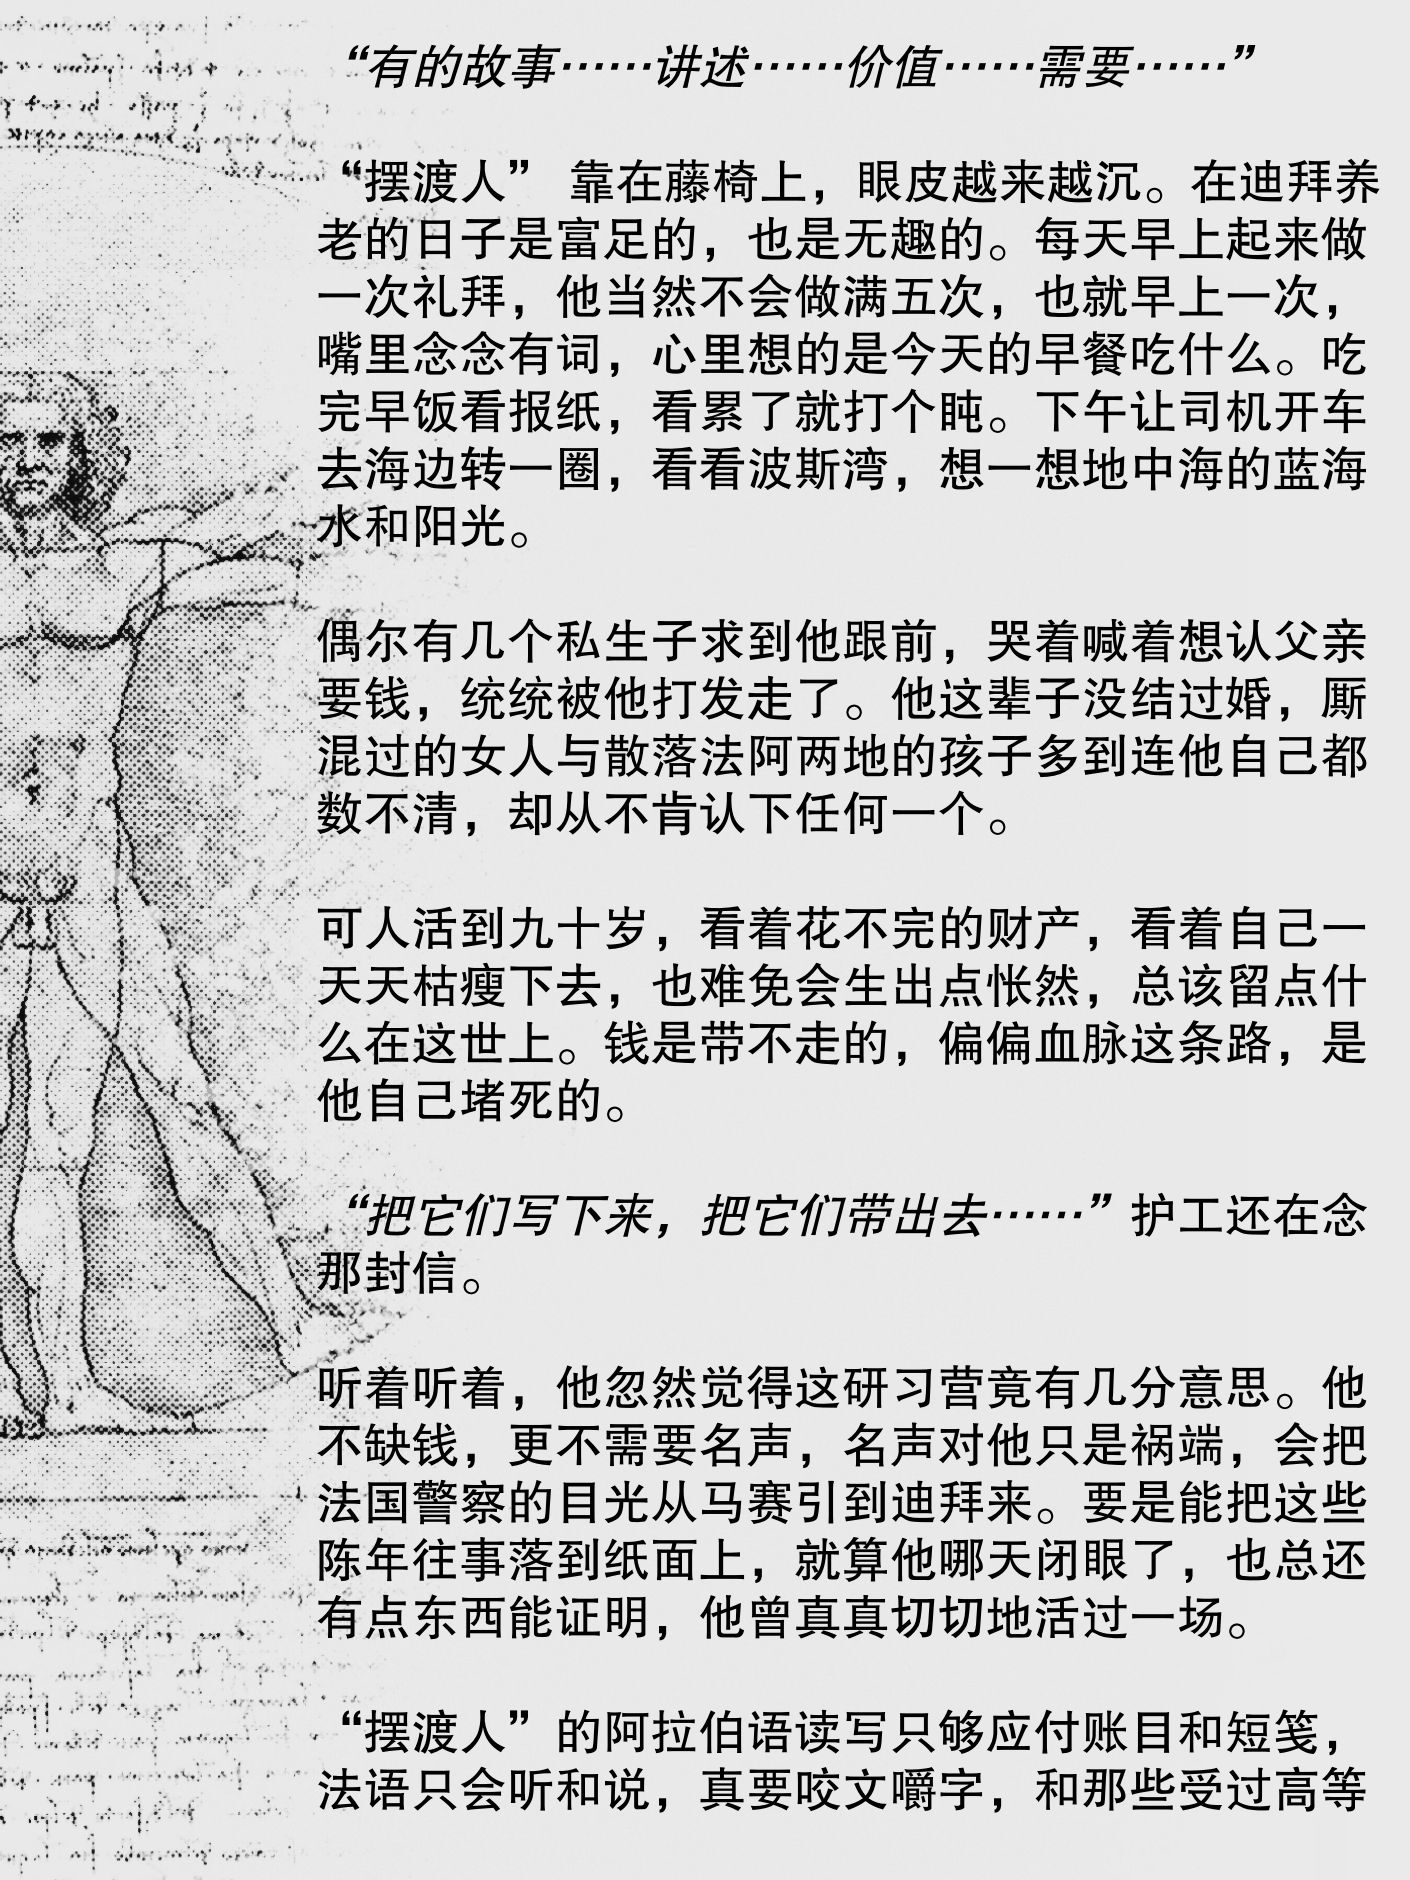 “有的故事……讲述……价值……需要……”
“摆渡人” 靠在藤椅上，眼皮越来越沉。在迪拜养
老的日子是富足的，也是无趣的。每天早上起来做
一次礼拜，他当然不会做满五次，也就早上一次，
嘴里念念有词，心里想的是今天的早餐吃什么。吃
完早饭看报纸，看累了就打个盹。下午让司机开车
去海边转一圈，看看波斯湾，想一想地中海的蓝海
水和阳光。
偶尔有几个私生子求到他跟前，哭着喊着想认父亲
要钱，统统被他打发走了。他这辈子没结过婚，厮
混过的女人与散落法阿两地的孩子多到连他自己都
数不清，却从不肯认下任何一个。
可人活到九十岁，看着花不完的财产，看着自己一
天天枯瘦下去，也难免会生出点怅然，总该留点什
么在这世上。钱是带不走的，偏偏血脉这条路，是
他自己堵死的。
“把它们写下来，把它们带出去……”护工还在念
那封信。
听着听着，他忽然觉得这研习营竟有几分意思。他
不缺钱，更不需要名声，名声对他只是祸端，会把
法国警察的目光从马赛引到迪拜来。要是能把这些
陈年往事落到纸面上，就算他哪天闭眼了，也总还
有点东西能证明，他曾真真切切地活过一场。
“摆渡人”的阿拉伯语读写只够应付账目和短笺，
法语只会听和说，真要咬文嚼字，和那些受过高等